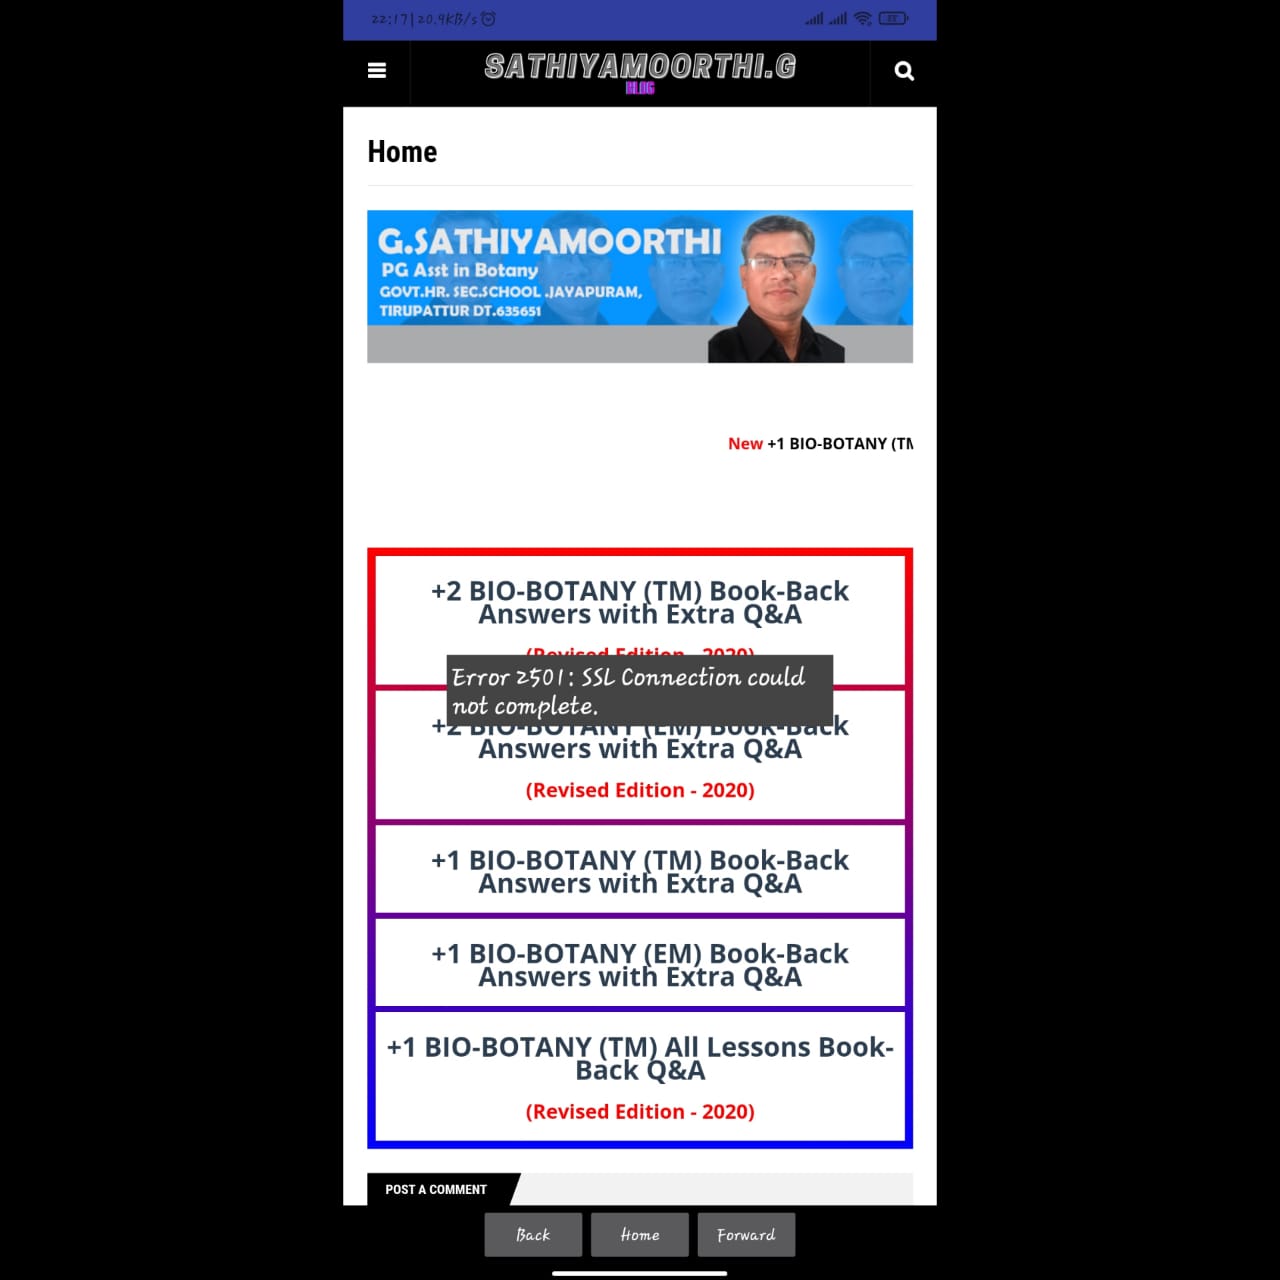 22:17|20.9KB/s
SATHIYAMOORTHI.G
BLOG
Home
G.SATHIYAMOORTHI
PG Asst in Botany
GOVT.HR. SEC.SCHOOL .JAYAPURAM,
TIRUPATTUR DT.635651
New +1 BIO-BOTANY (TM
+2 BIO-BOTANY (TM) Book-Back
Answers with Extra Q&A
(Revised Edition - 2020)
Error 2501: SSL Connection could
not complete.
+2 BIO-BOTANY (EM) Book-Back
Answers with Extra Q&A
(Revised Edition - 2020)
+1 BIO-BOTANY (TM) Book-Back
Answers with Extra Q&A
+1 BIO-BOTANY (EM) Book-Back
Answers with Extra Q&A
+1 BIO-BOTANY (TM) All Lessons Book-
Back Q&A
(Revised Edition - 2020)
POST A COMMENT
Back Home Forward